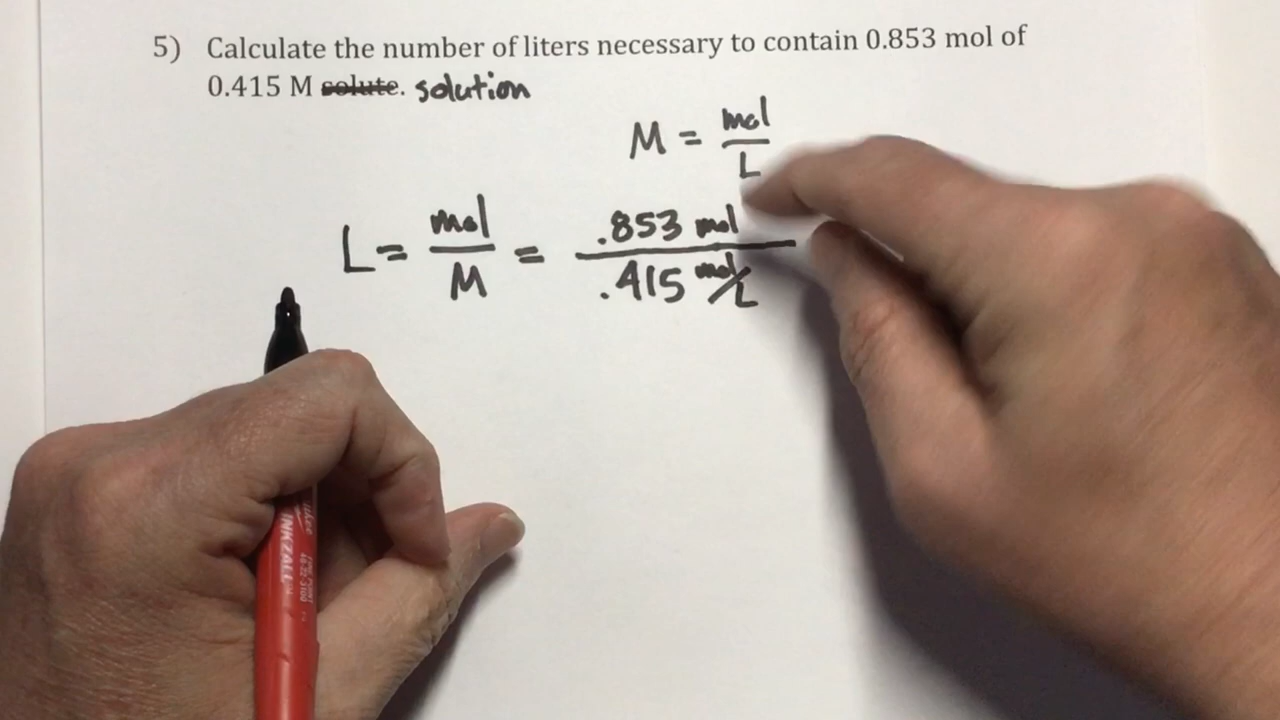 5) Calculate the number of liters necessary to contain 0.853 mol of
0.415 M solute. solution
M = mol/L
L = mol/M = .853 mol / .415 mol/L
INKZALL